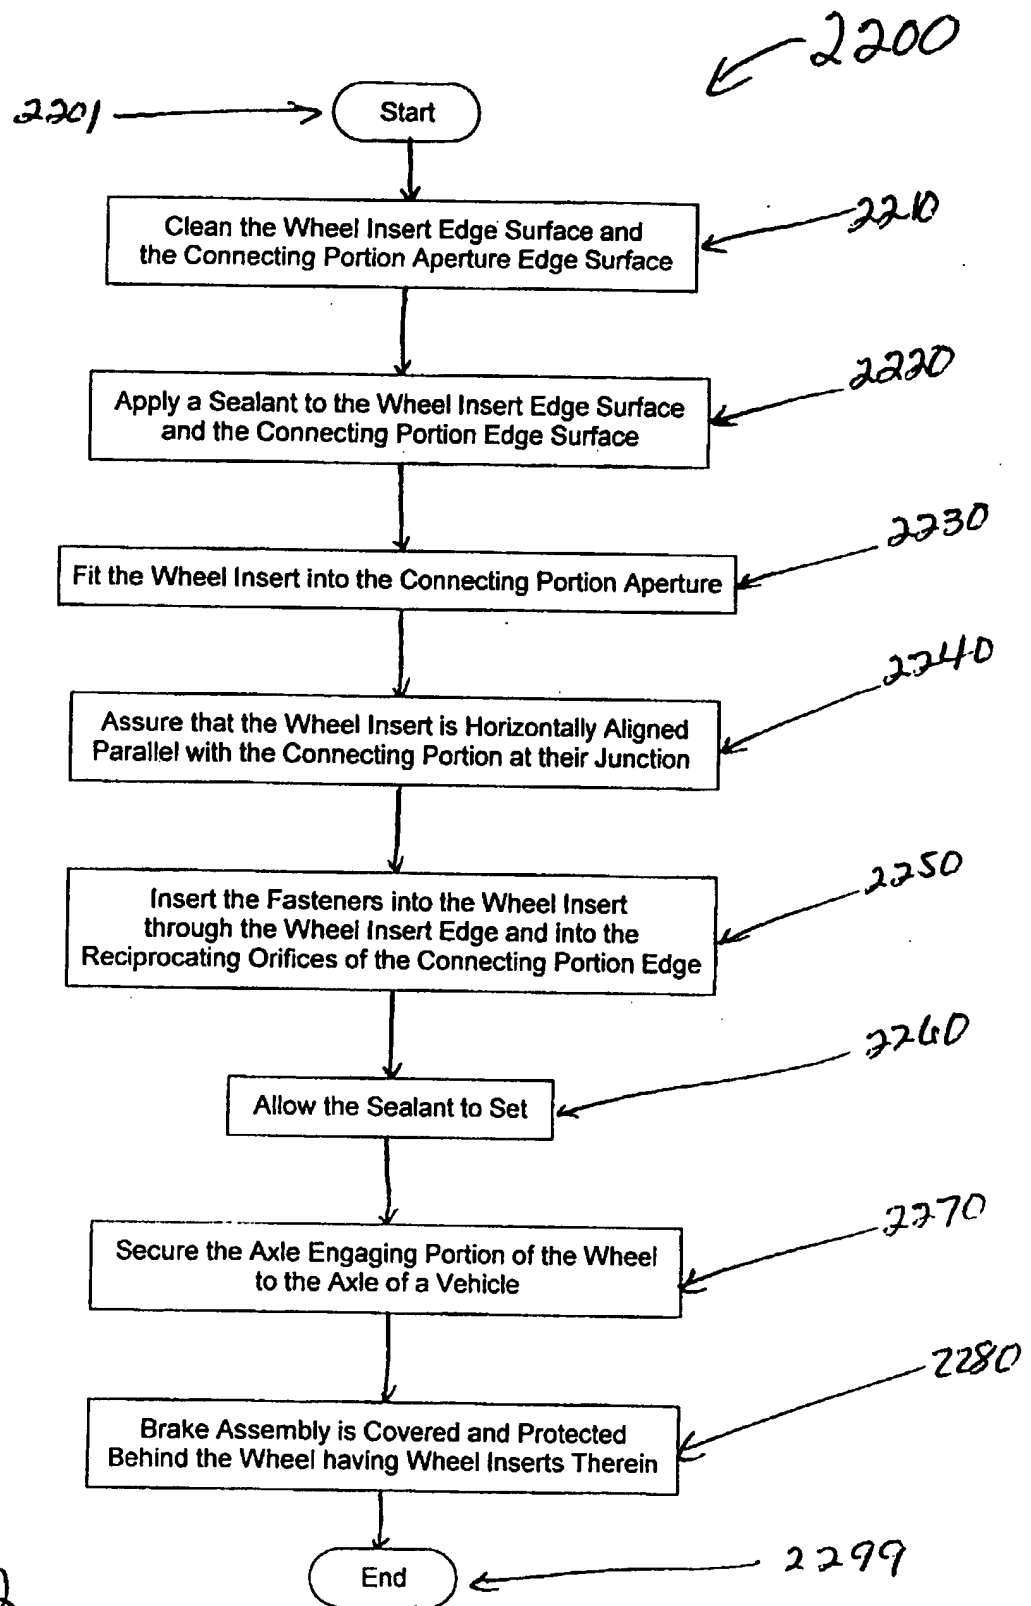 2200
2201
Start
Clean the Wheel Insert Edge Surface and
the Connecting Portion Aperture Edge Surface
2210
Apply a Sealant to the Wheel Insert Edge Surface
and the Connecting Portion Edge Surface
2220
Fit the Wheel Insert into the Connecting Portion Aperture
2230
Assure that the Wheel Insert is Horizontally Aligned
Parallel with the Connecting Portion at their Junction
2240
Insert the Fasteners into the Wheel Insert
through the Wheel Insert Edge and into the
Reciprocating Orifices of the Connecting Portion Edge
2250
Allow the Sealant to Set
2260
Secure the Axle Engaging Portion of the Wheel
to the Axle of a Vehicle
2270
Brake Assembly is Covered and Protected
Behind the Wheel having Wheel Inserts Therein
2280
End
2299